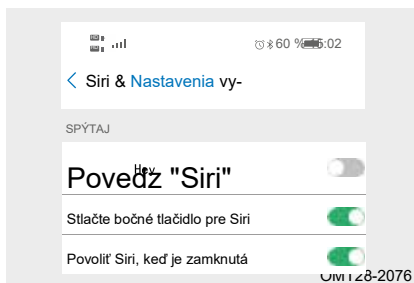 60 % 15:02
Siri & Nastavenia vy-
SPÝTAJ
Hey
Povedz "Siri"
Stlačte bočné tlačidlo pre Siri
Povoliť Siri, keď je zamknutá
OM128-2076